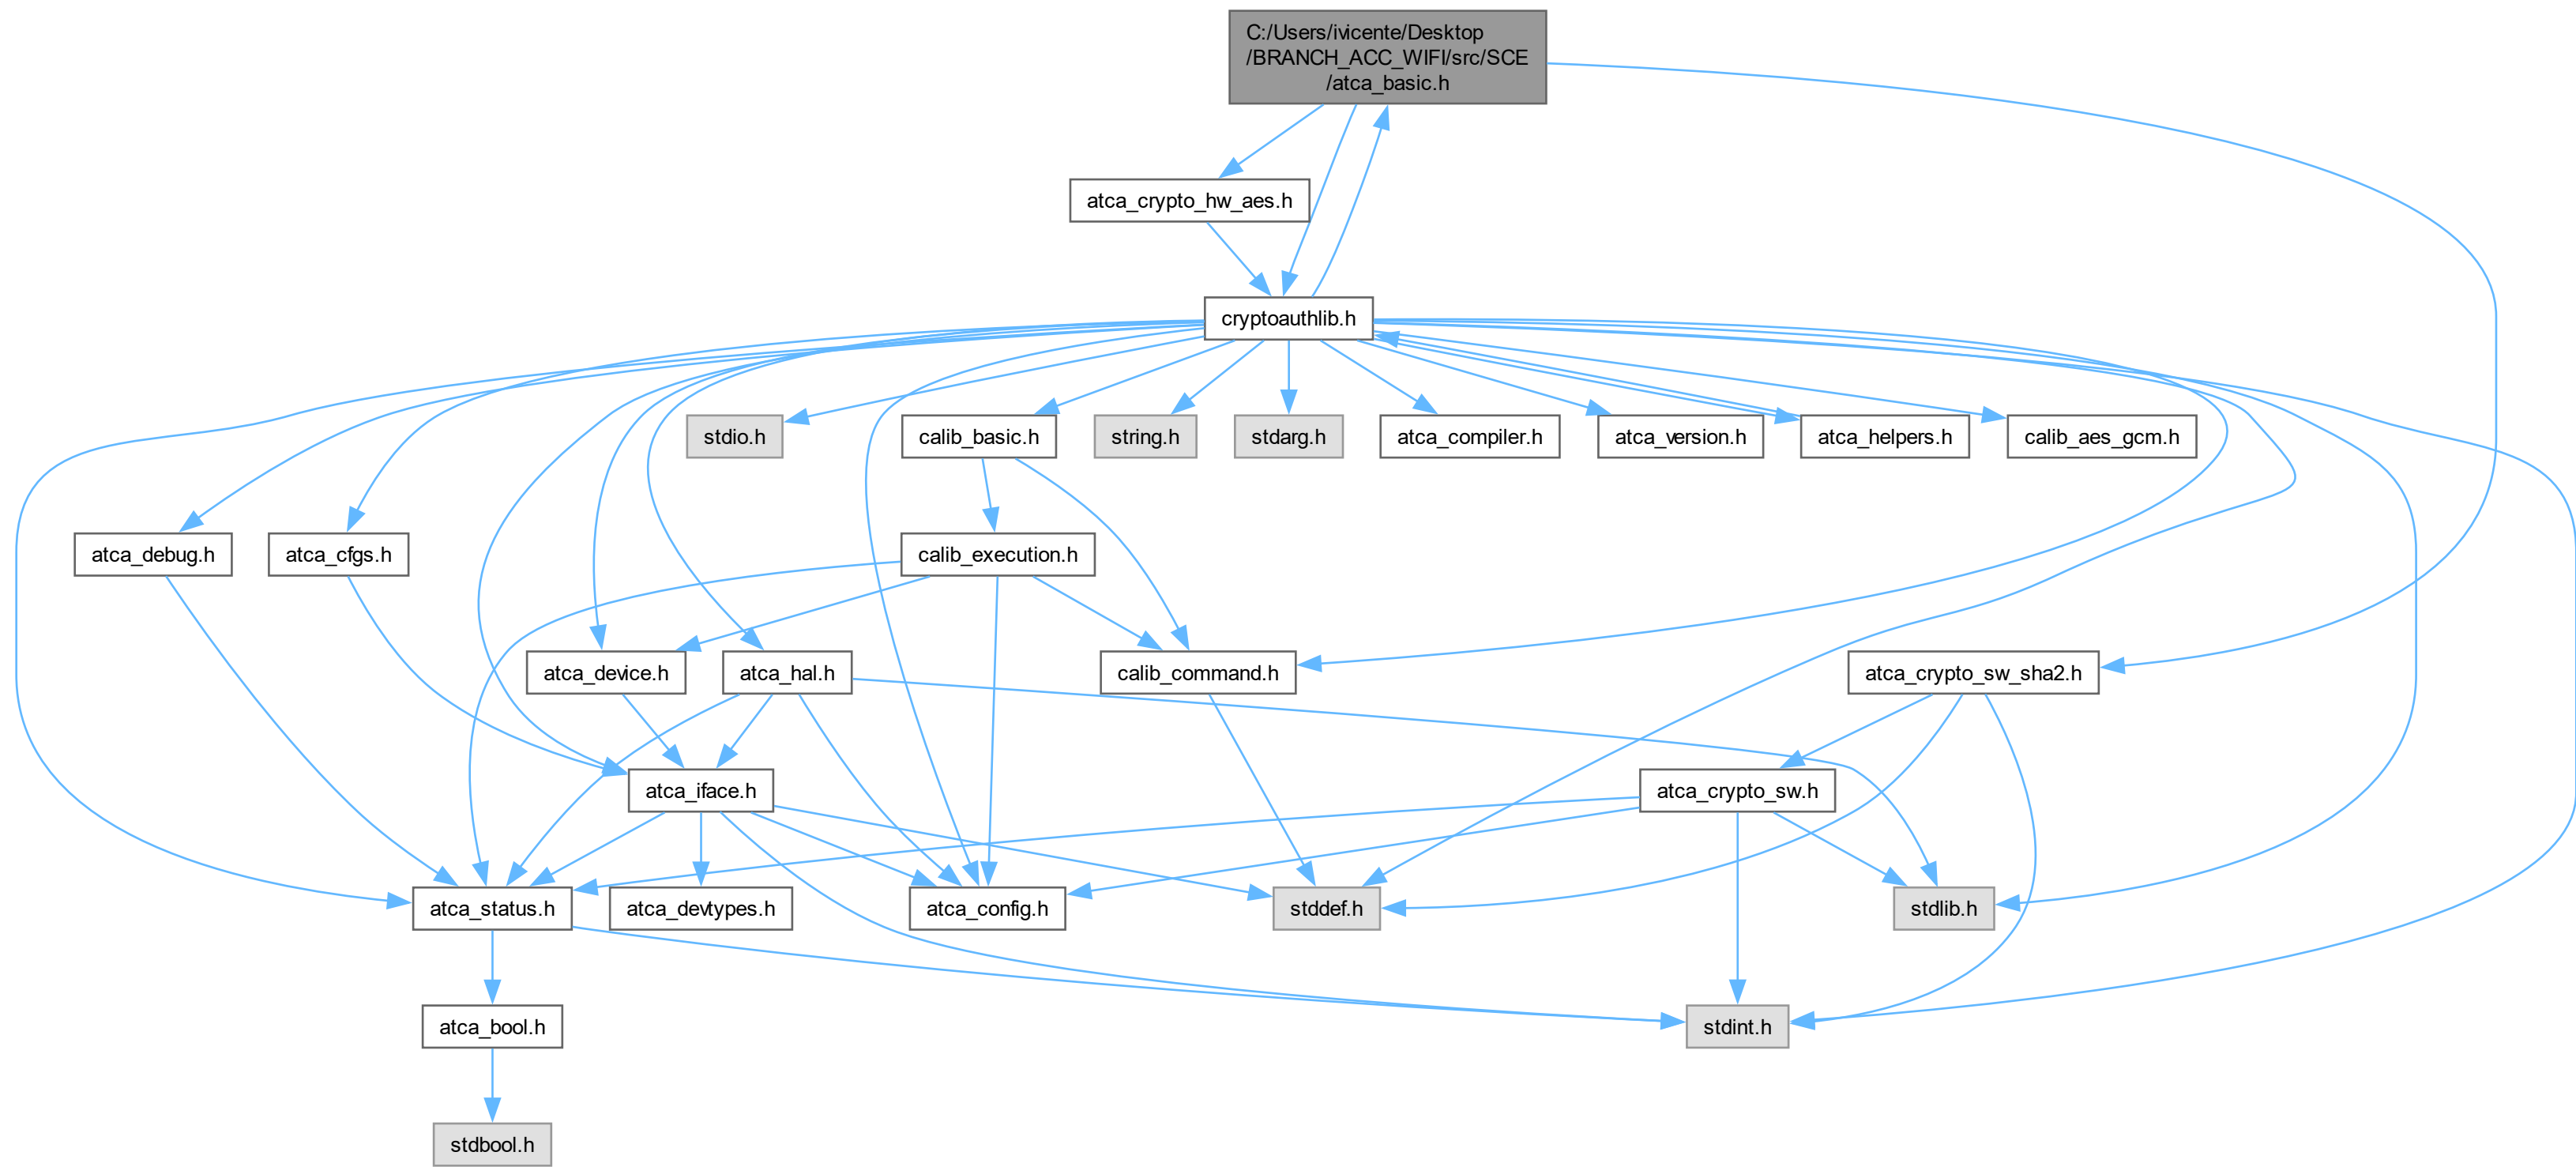 C:/Users/ivicente/Desktop
/BRANCH_ACC_WIFI/src/SCE
/atca_basic.h
atca_crypto_hw_aes.h
cryptoauthlib.h
stdio.h
calib_basic.h
string.h
stdarg.h
atca_compiler.h
atca_version.h
atca_helpers.h
calib_aes_gcm.h
atca_debug.h
atca_cfgs.h
calib_execution.h
atca_device.h
atca_hal.h
calib_command.h
atca_crypto_sw_sha2.h
atca_iface.h
atca_crypto_sw.h
atca_status.h
atca_devtypes.h
atca_config.h
stddef.h
stdlib.h
atca_bool.h
stdint.h
stdbool.h